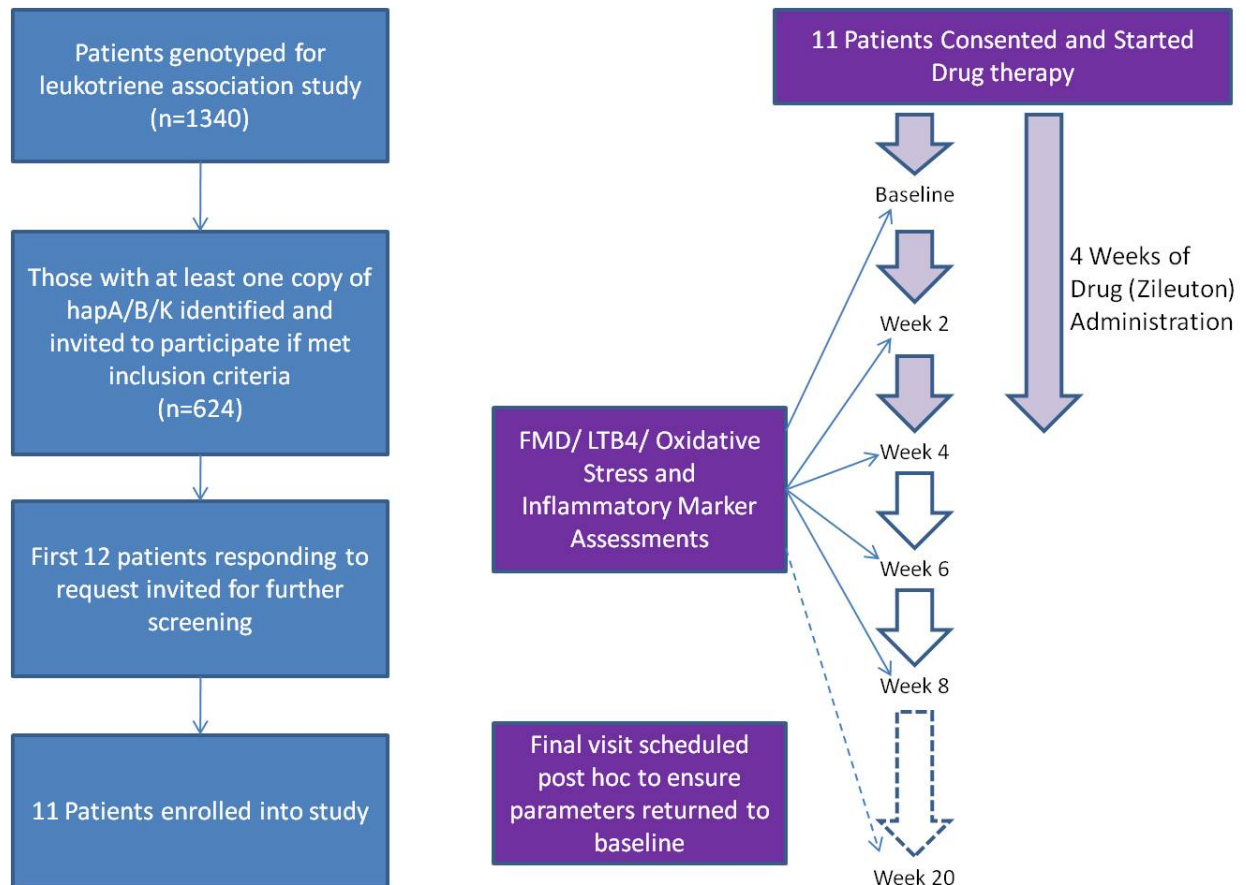 Patients genotyped for
leukotriene association study
(n=1340)
Those with at least one copy of
hapA/B/K identified and
invited to participate if met
inclusion criteria
(n=624)
First 12 patients responding to
request invited for further
screening
11 Patients enrolled into study
11 Patients Consented and Started
Drug therapy
Baseline
Week 2
Week 4
Week 6
Week 8
Week 20
4 Weeks of
Drug (Zileuton)
Administration
FMD/ LTB4/ Oxidative
Stress and
Inflammatory Marker
Assessments
Final visit scheduled
post hoc to ensure
parameters returned to
baseline